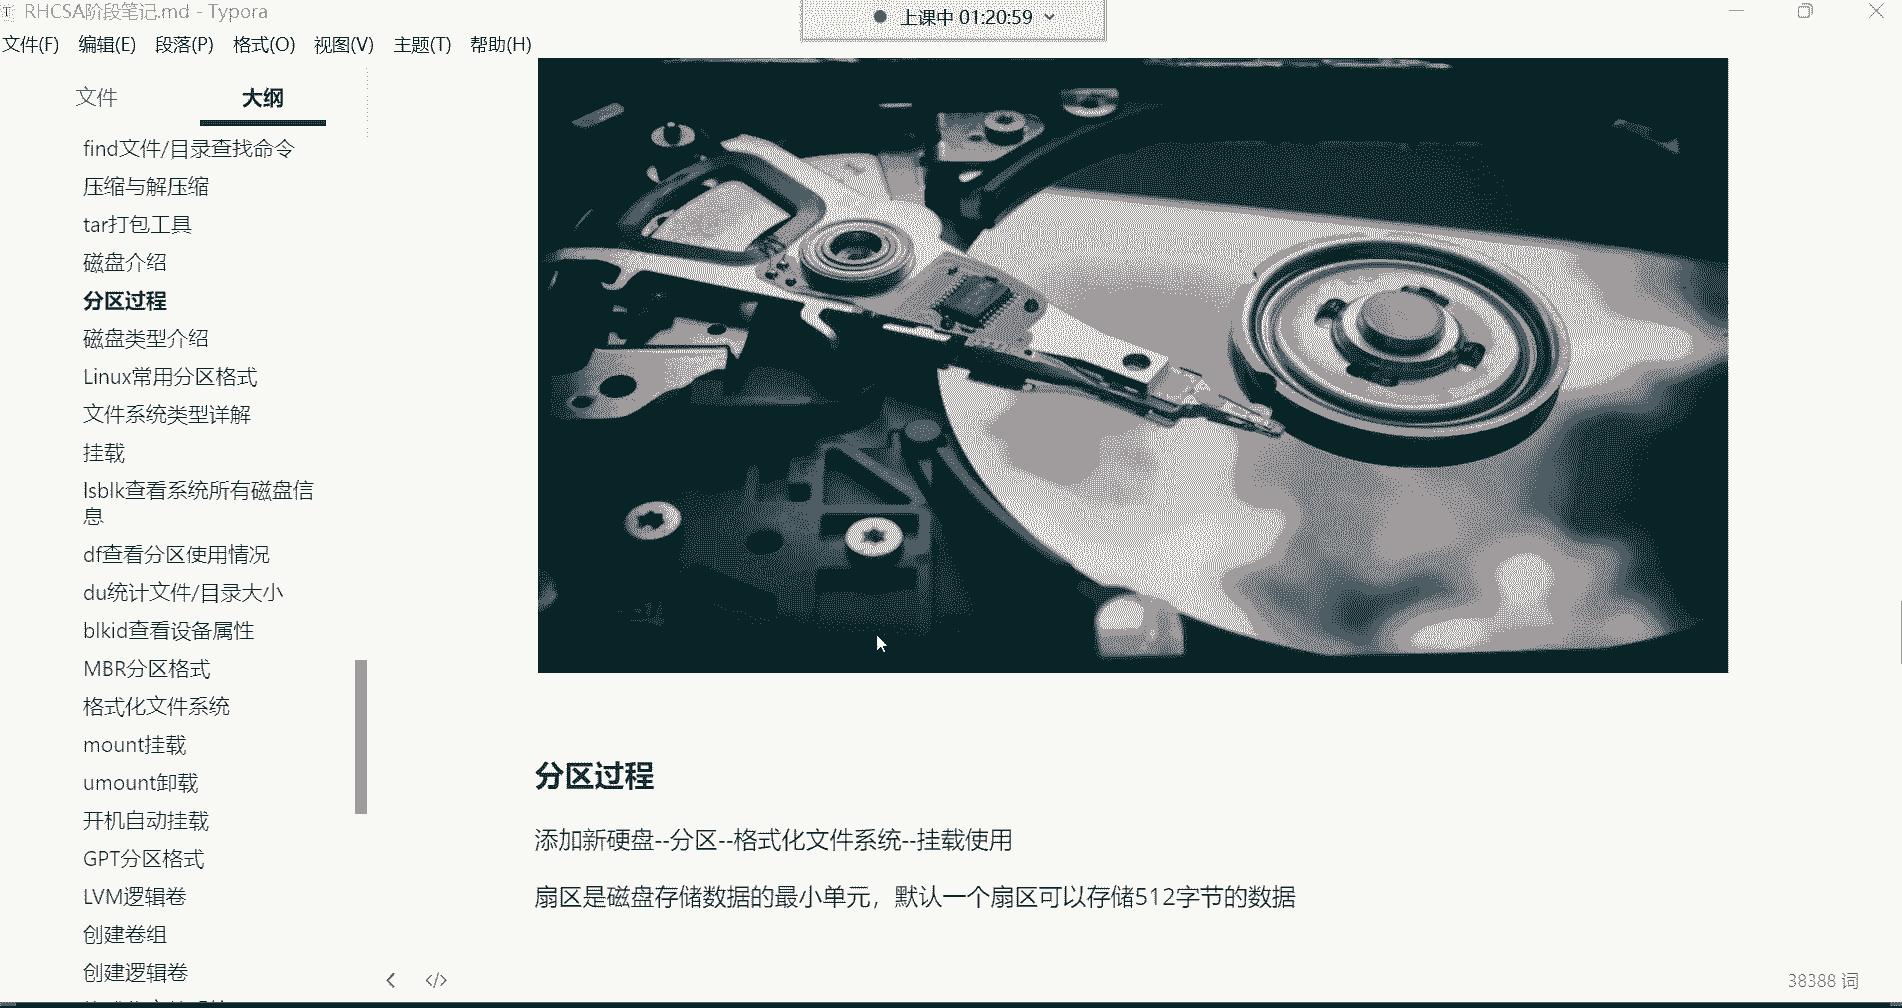 RHCSA阶段笔记.md - Typora
上课中 01:20:59
文件(F) 编辑(E) 段落(P) 格式(O) 视图(V) 主题(T) 帮助(H)
文件 大纲
find文件/目录查找命令
压缩与解压缩
tar打包工具
磁盘介绍
分区过程
磁盘类型介绍
Linux常用分区格式
文件系统类型详解
挂载
lsblk查看系统所有磁盘信
息
df查看分区使用情况
du统计文件/目录大小
blkid查看设备属性
MBR分区格式
格式化文件系统
mount挂载
umount卸载
开机自动挂载
GPT分区格式
LVM逻辑卷
创建卷组
创建逻辑卷
分区过程
添加新硬盘--分区--格式化文件系统--挂载使用
扇区是磁盘存储数据的最小单元，默认一个扇区可以存储512字节的数据
38388 词